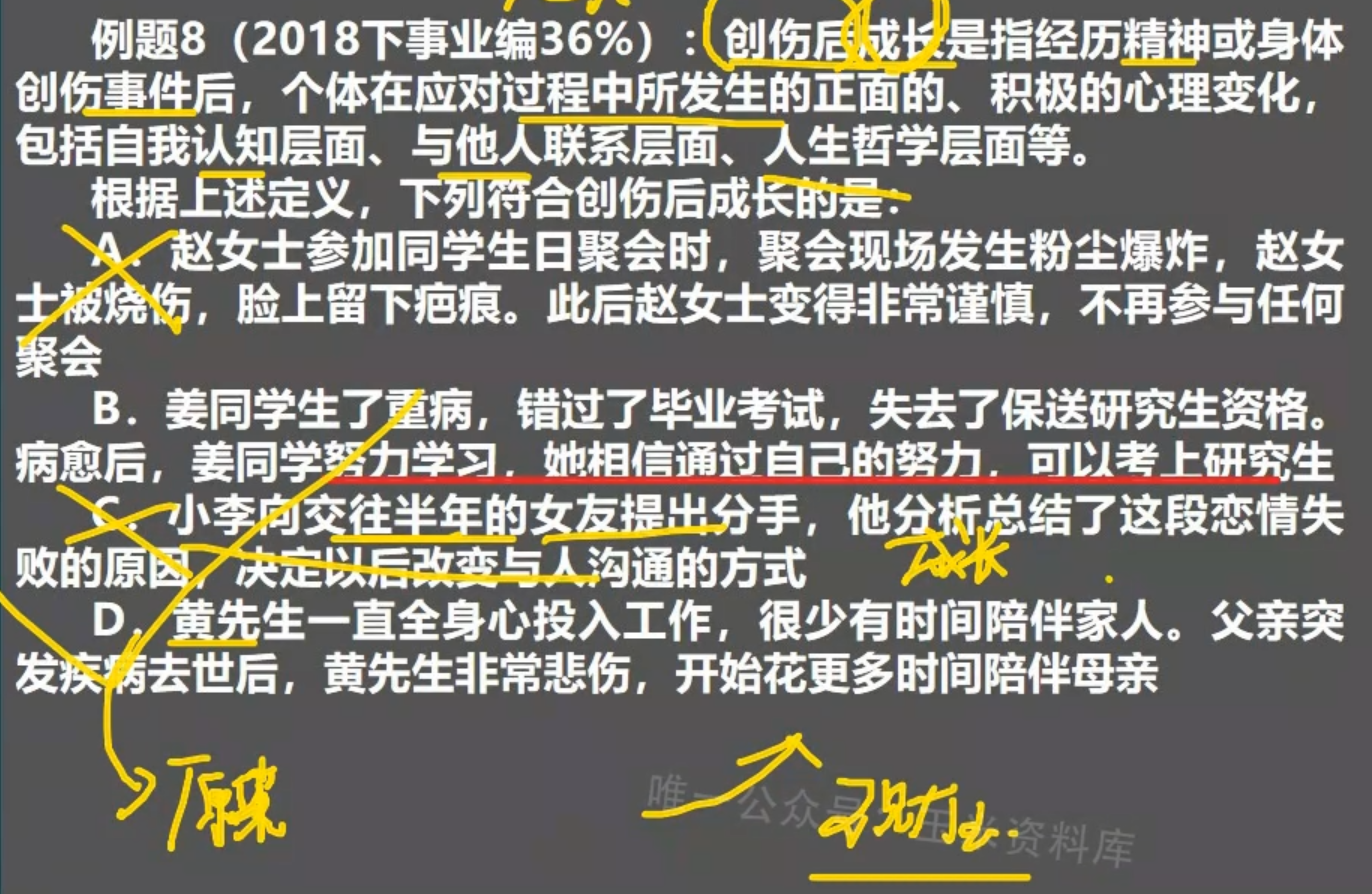 例题8（2018下事业编36%）：创伤后成长是指经历精神或身体
创伤事件后，个体在应对过程中所发生的正面的、积极的心理变化，
包括自我认知层面、与他人联系层面、人生哲学层面等。
根据上述定义，下列符合创伤后成长的是：
A．赵女士参加同学生日聚会时，聚会现场发生粉尘爆炸，赵女
士被烧伤，脸上留下疤痕。此后赵女士变得非常谨慎，不再参与任何
聚会
B．姜同学生了重病，错过了毕业考试，失去了保送研究生资格。
病愈后，姜同学努力学习，她相信通过自己的努力，可以考上研究生
C．小李向交往半年的女友提出分手，他分析总结了这段恋情失
败的原因，决定以后改变与人沟通的方式
成长
D．黄先生一直全身心投入工作，很少有时间陪伴家人。父亲突
发疾病去世后，黄先生非常悲伤，开始花更多时间陪伴母亲
唯一公众号
资料库